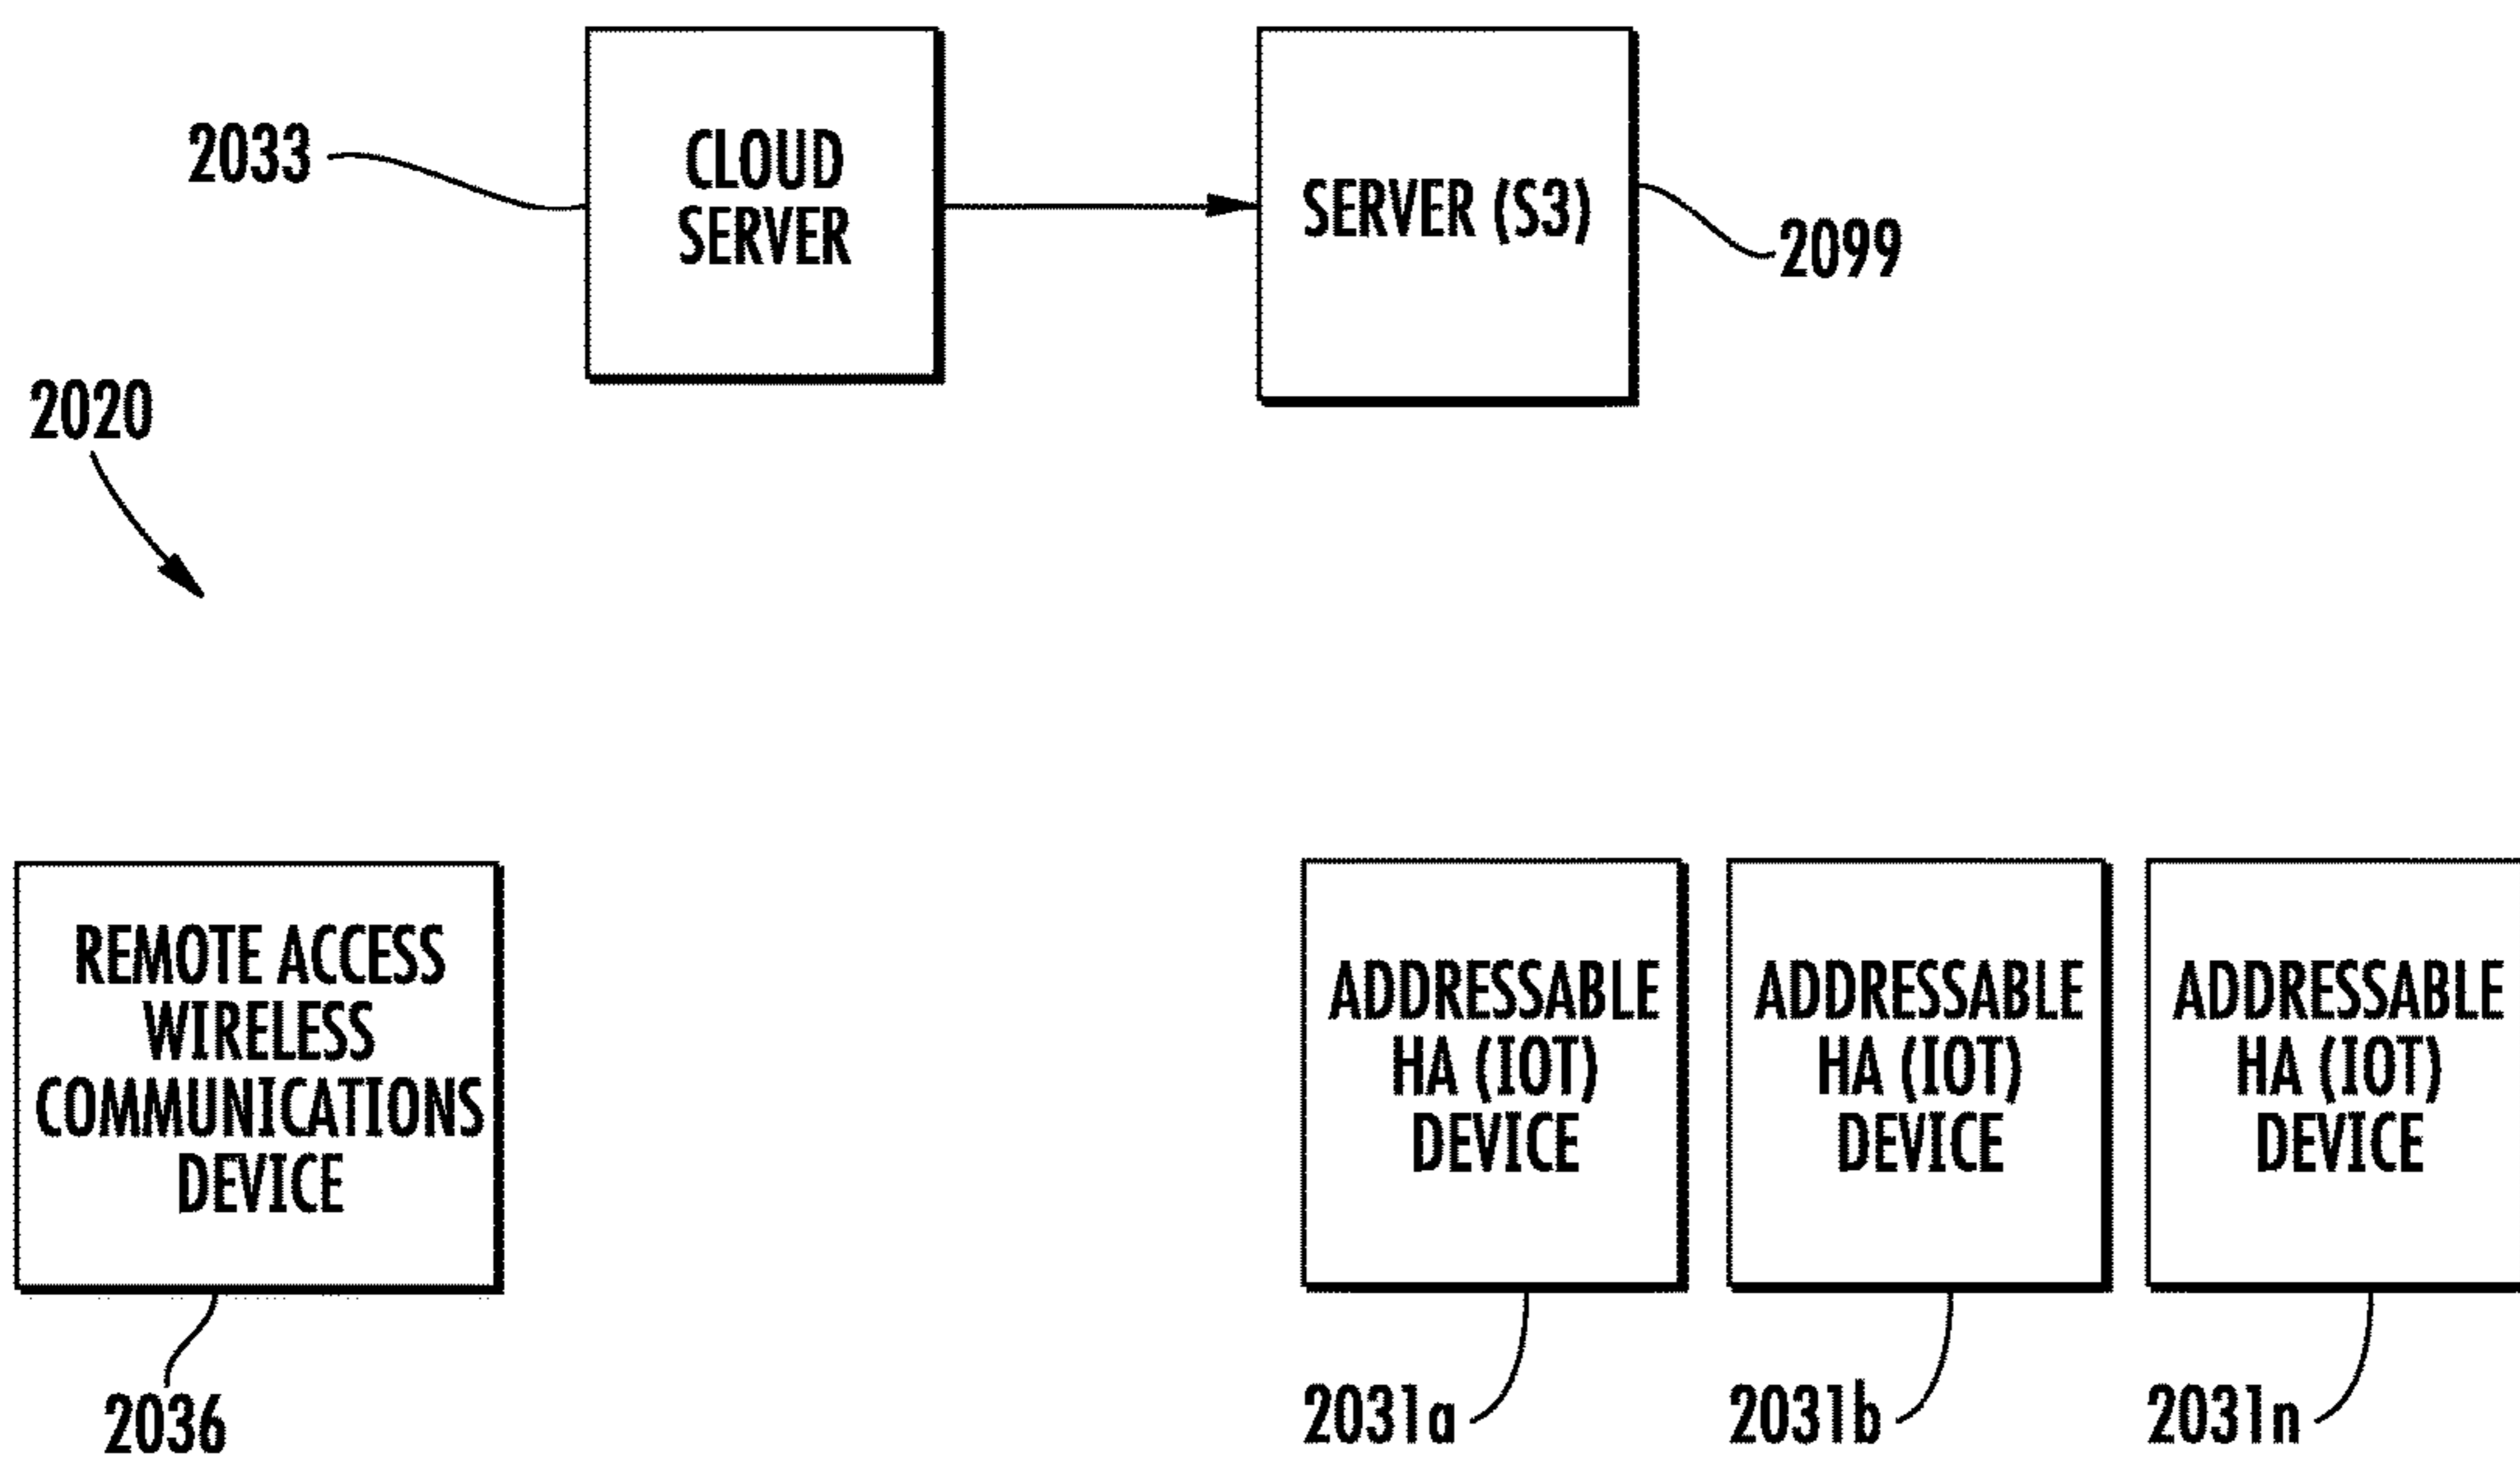 2033
CLOUD
SERVER
SERVER (S3)
2099
2020
REMOTE ACCESS
WIRELESS
COMMUNICATIONS
DEVICE
2036
ADDRESSABLE
HA (IOT)
DEVICE
2031a
ADDRESSABLE
HA (IOT)
DEVICE
2031b
ADDRESSABLE
HA (IOT)
DEVICE
2031n